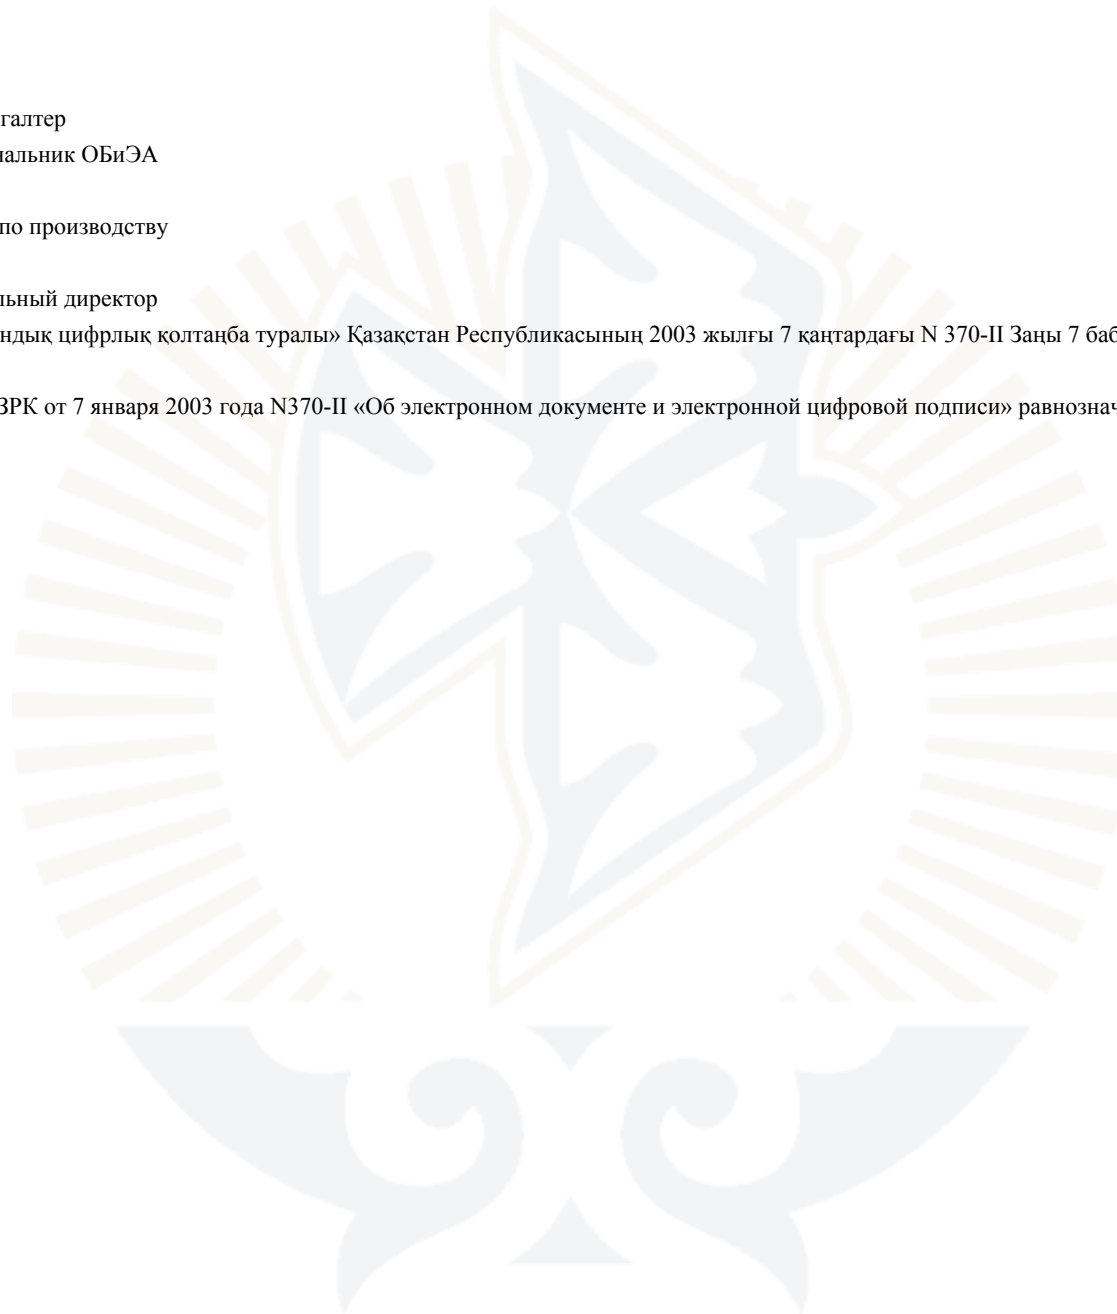 галтер
чальник ОБиЭА
по производству
льный директор
ндық цифрлық қолтаңба туралы» Қазақстан Республикасының 2003 жылғы 7 қаңтардағы N 370-II Заңы 7 баб
ЗРК от 7 января 2003 года N370-II «Об электронном документе и электронной цифровой подписи» равнознач